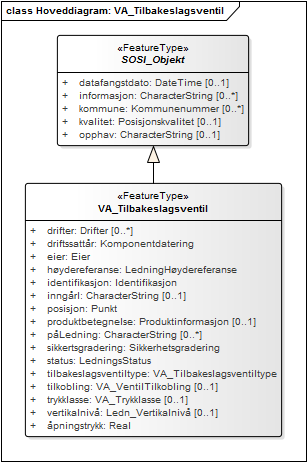 class Hoveddiagram: VA_Tilbakeslagsventil
«FeatureType»
SOSI_Objekt
+ datafangstdato: DateTime [0..1]
+ informasjon: CharacterString [0..*]
+ kommune: Kommunenummer [0..*]
+ kvalitet: Posisjonskvalitet [0..1]
+ opphav: CharacterString [0..1]
«FeatureType»
VA_Tilbakeslagsventil
+ drifter: Drifter [0..*]
+ driftssattår: Komponentdatering
+ eier: Eier
+ høydereferanse: LedningHøydereferanse
+ identifikasjon: Identifikasjon
+ inngårI: CharacterString [0..1]
+ posisjon: Punkt
+ produktbetegnelse: Produktinformasjon [0..1]
+ påLedning: CharacterString [0..*]
+ sikkertsgradering: Sikkerhetsgradering
+ status: LedningsStatus
+ tilbakeslagsventiltype: VA_Tilbakeslagsventiltype
+ tilkobling: VA_VentilTilkobling [0..1]
+ trykklasse: VA_Trykklasse [0..1]
+ vertikalnivå: Ledn_Vertikalnivå [0..1]
+ åpningstrykk: Real